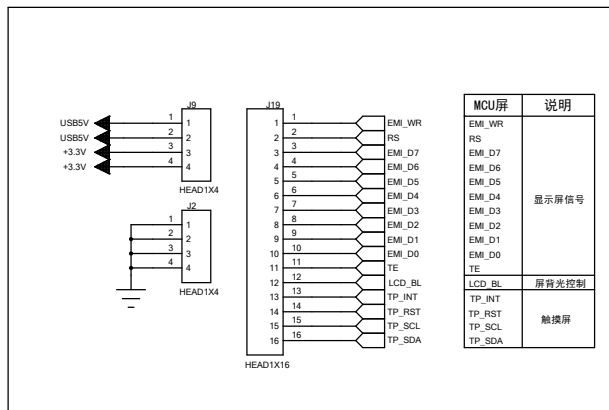 J9
USB5V 1 1
USB5V 2 2
+3.3V 3 3
+3.3V 4 4
HEAD1X4
J2
1 1
2 2
3 3
4 4
HEAD1X4
J19
1 1 EMI_WR
2 2 RS
3 3 EMI_D7
4 4 EMI_D6
5 5 EMI_D5
6 6 EMI_D4
7 7 EMI_D3
8 8 EMI_D2
9 9 EMI_D1
10 10 EMI_D0
11 11 TE
12 12 LCD_BL
13 13 TP_INT
14 14 TP_RST
15 15 TP_SCL
16 16 TP_SDA
HEAD1X16
MCU屏 说明
EMI_WR
RS
EMI_D7
EMI_D6
EMI_D5
EMI_D4
EMI_D3
EMI_D2
EMI_D1
EMI_D0
TE
显示屏信号
LCD_BL 屏背光控制
TP_INT
TP_RST
TP_SCL
TP_SDA
触摸屏